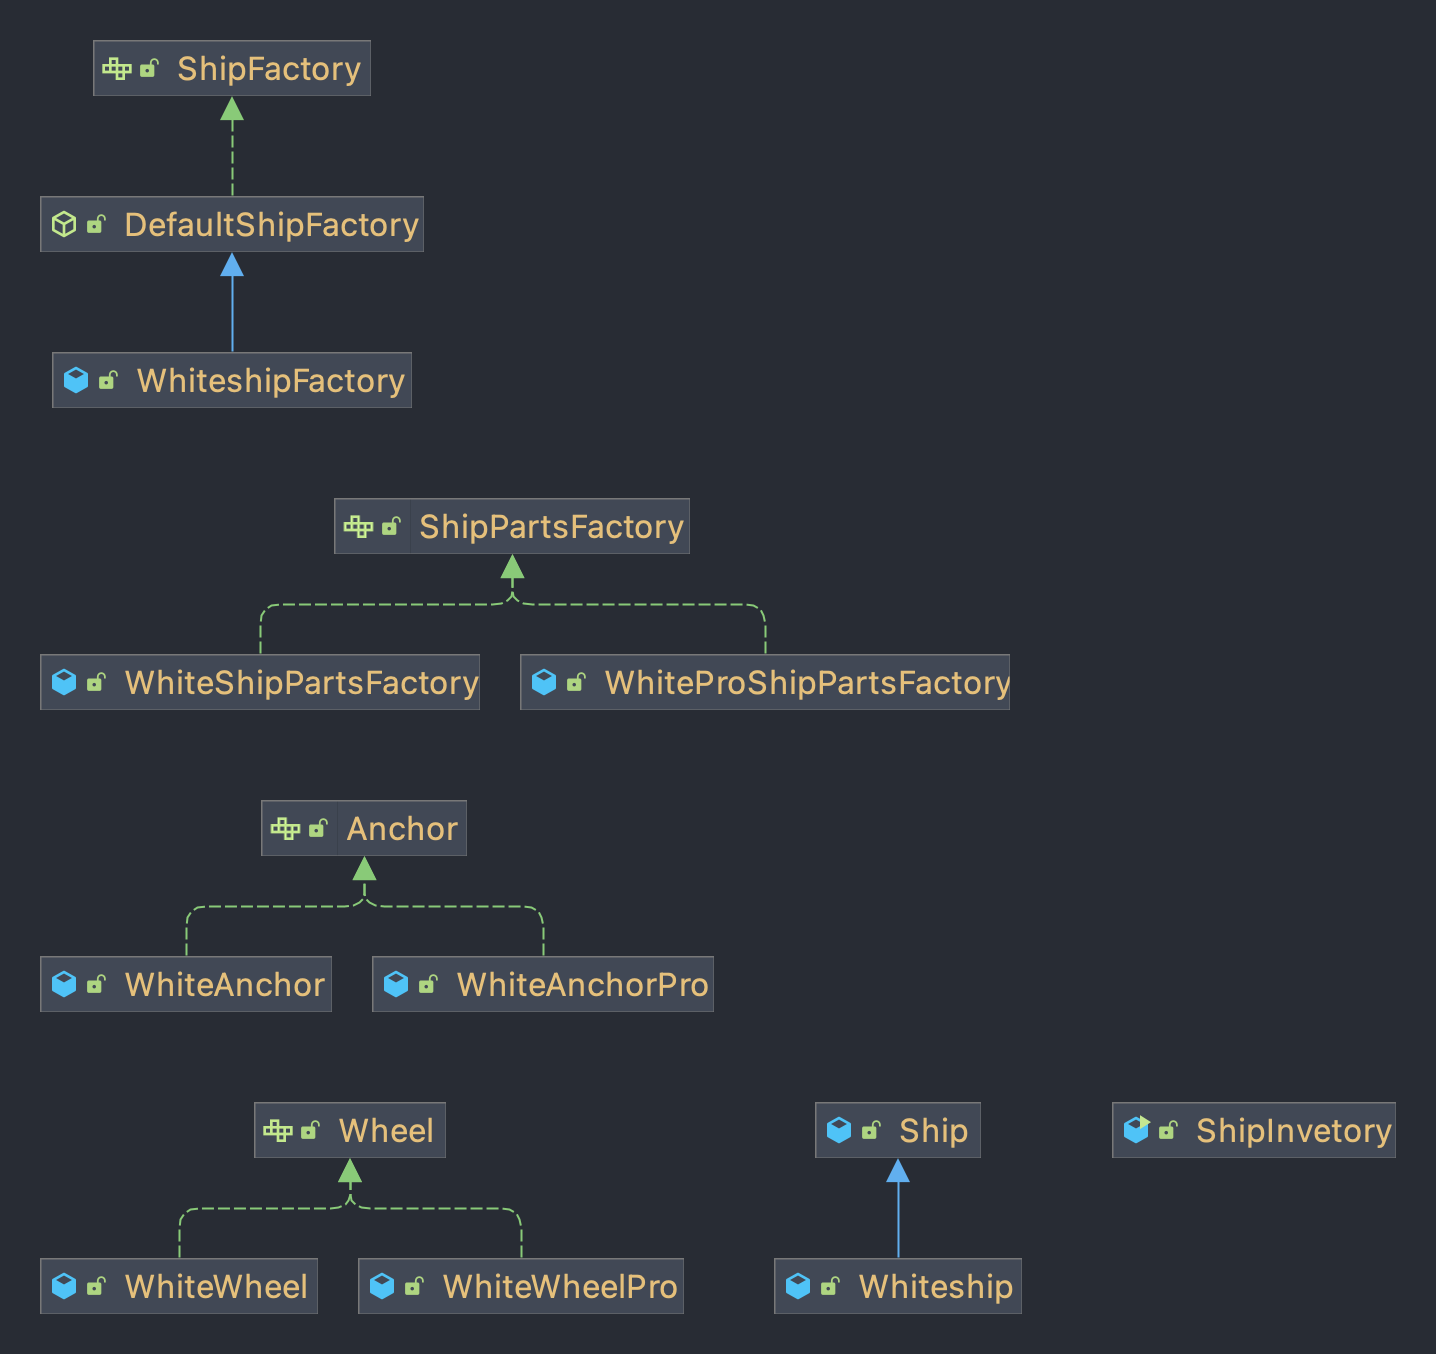 ShipFactory
DefaultShipFactory
WhiteshipFactory
ShipPartsFactory
WhiteShipPartsFactory
WhiteProShipPartsFactory
Anchor
WhiteAnchor
WhiteAnchorPro
Wheel
Ship
ShipInvetory
WhiteWheel
WhiteWheelPro
Whiteship